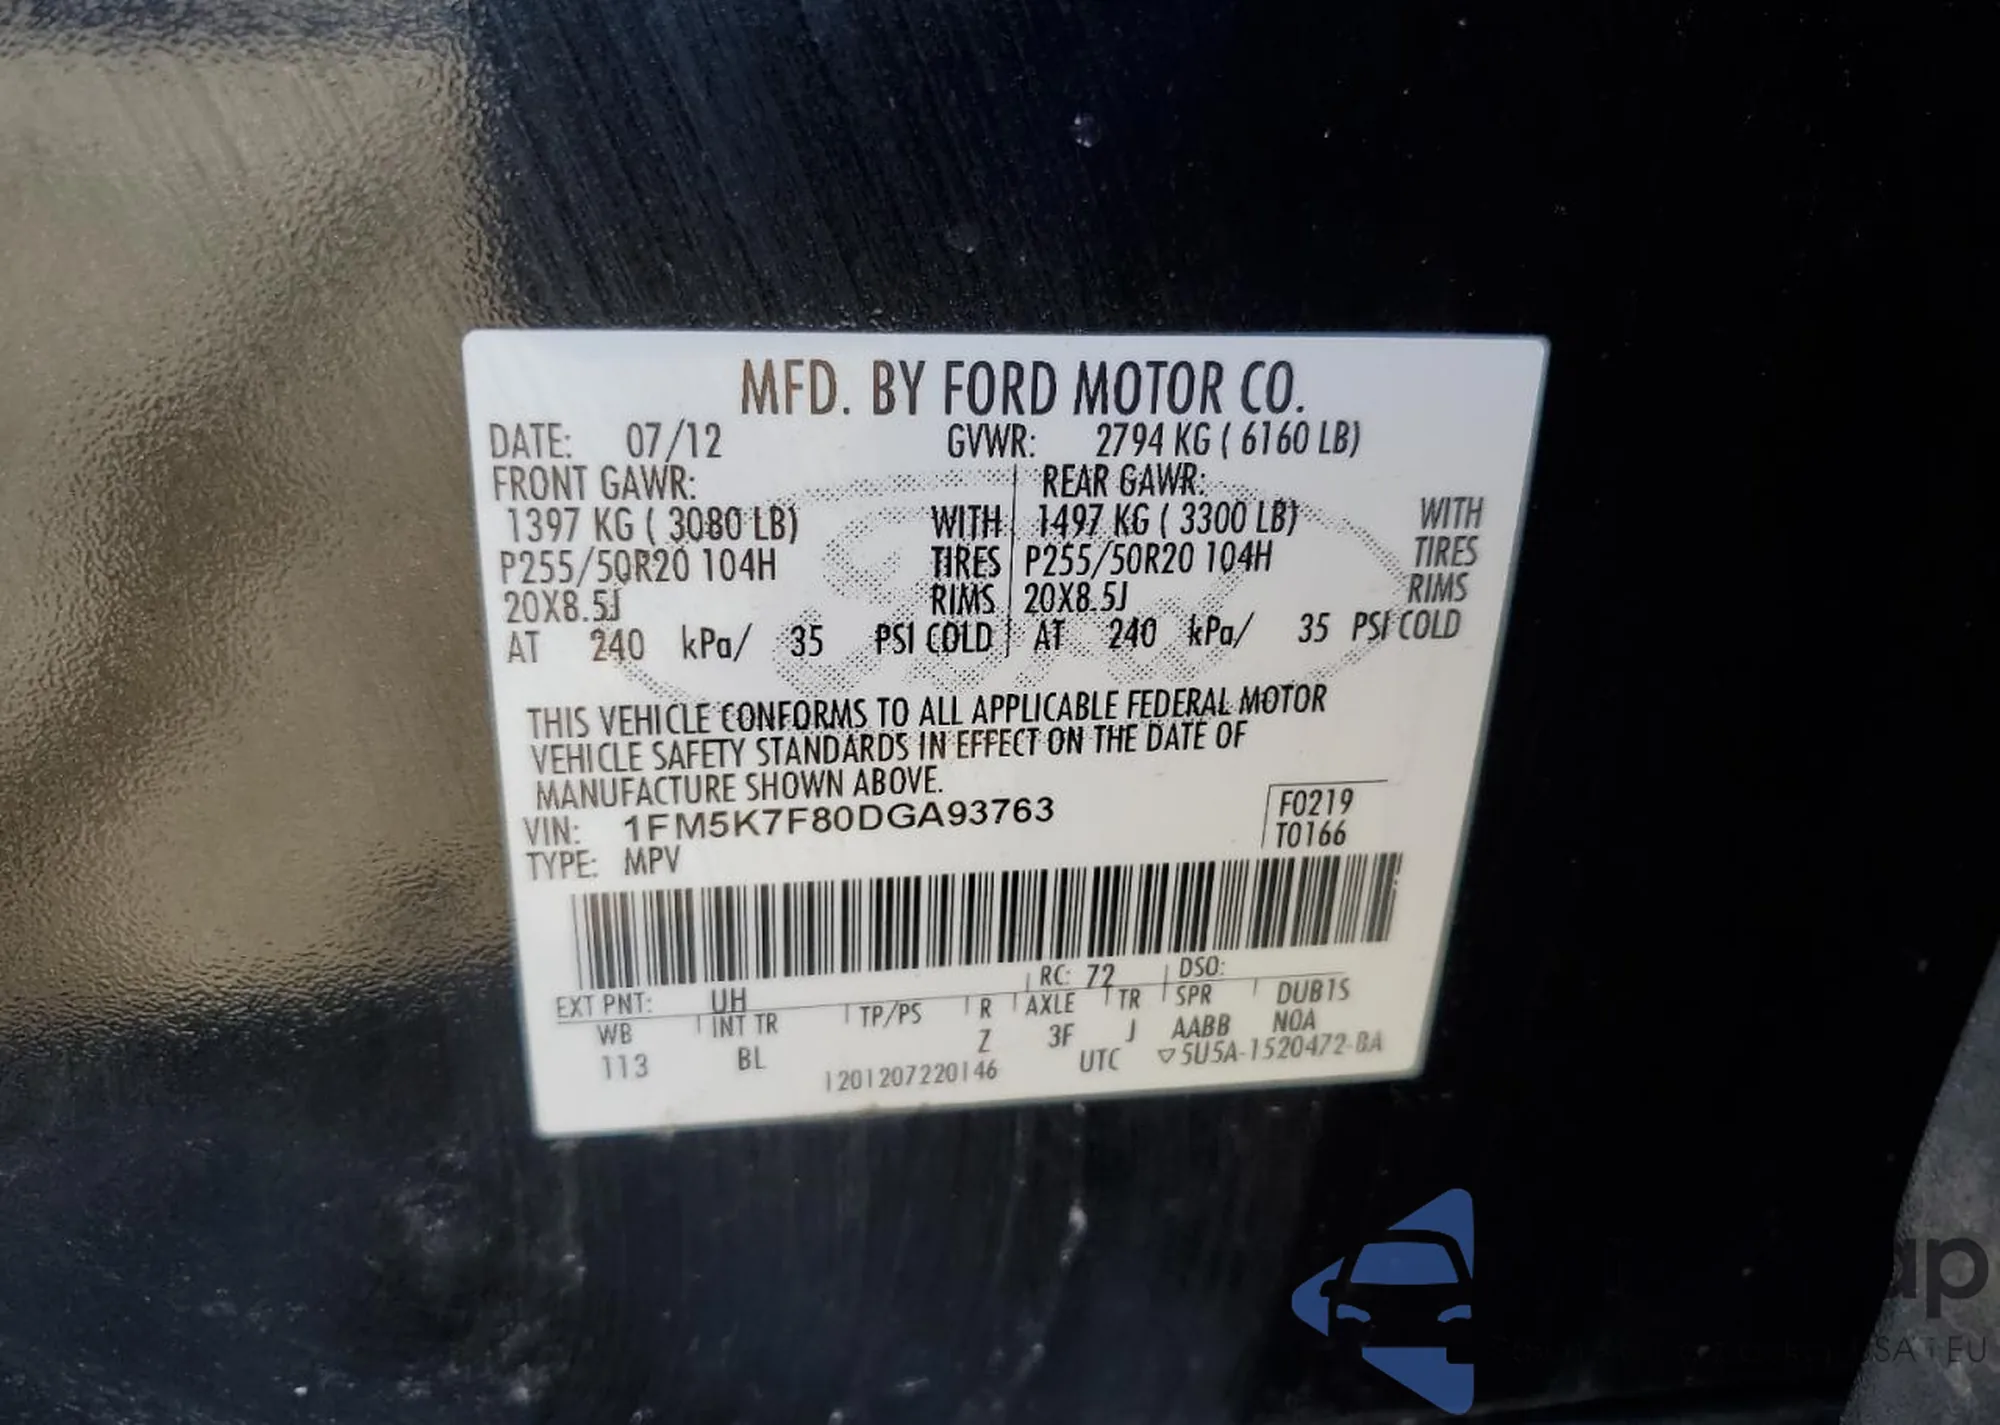 MFD. BY FORD MOTOR CO.
DATE: 07/12 GVWR: 2794 KG ( 6160 LB)
FRONT GAWR: REAR GAWR:
1397 KG ( 3080 LB) WITH 1497 KG ( 3300 LB) WITH
P255/50R20 104H TIRES P255/50R20 104H TIRES
20X8.5J RIMS 20X8.5J RIMS
AT 240 kPa/ 35 PSI COLD AT 240 kPa/ 35 PSI COLD
THIS VEHICLE CONFORMS TO ALL APPLICABLE FEDERAL MOTOR
VEHICLE SAFETY STANDARDS IN EFFECT ON THE DATE OF
MANUFACTURE SHOWN ABOVE.
VIN: 1FM5K7F80DGA93763 F0219
TYPE: MPV T0166
EXT PNT: UH RC: 72 DSO:
WB INT TR TP/PS R AXLE TR SPR DUB1S
113 BL Z 3F J AABB NOA
1201207220146 UTC ▽5U5A-1520472-BA